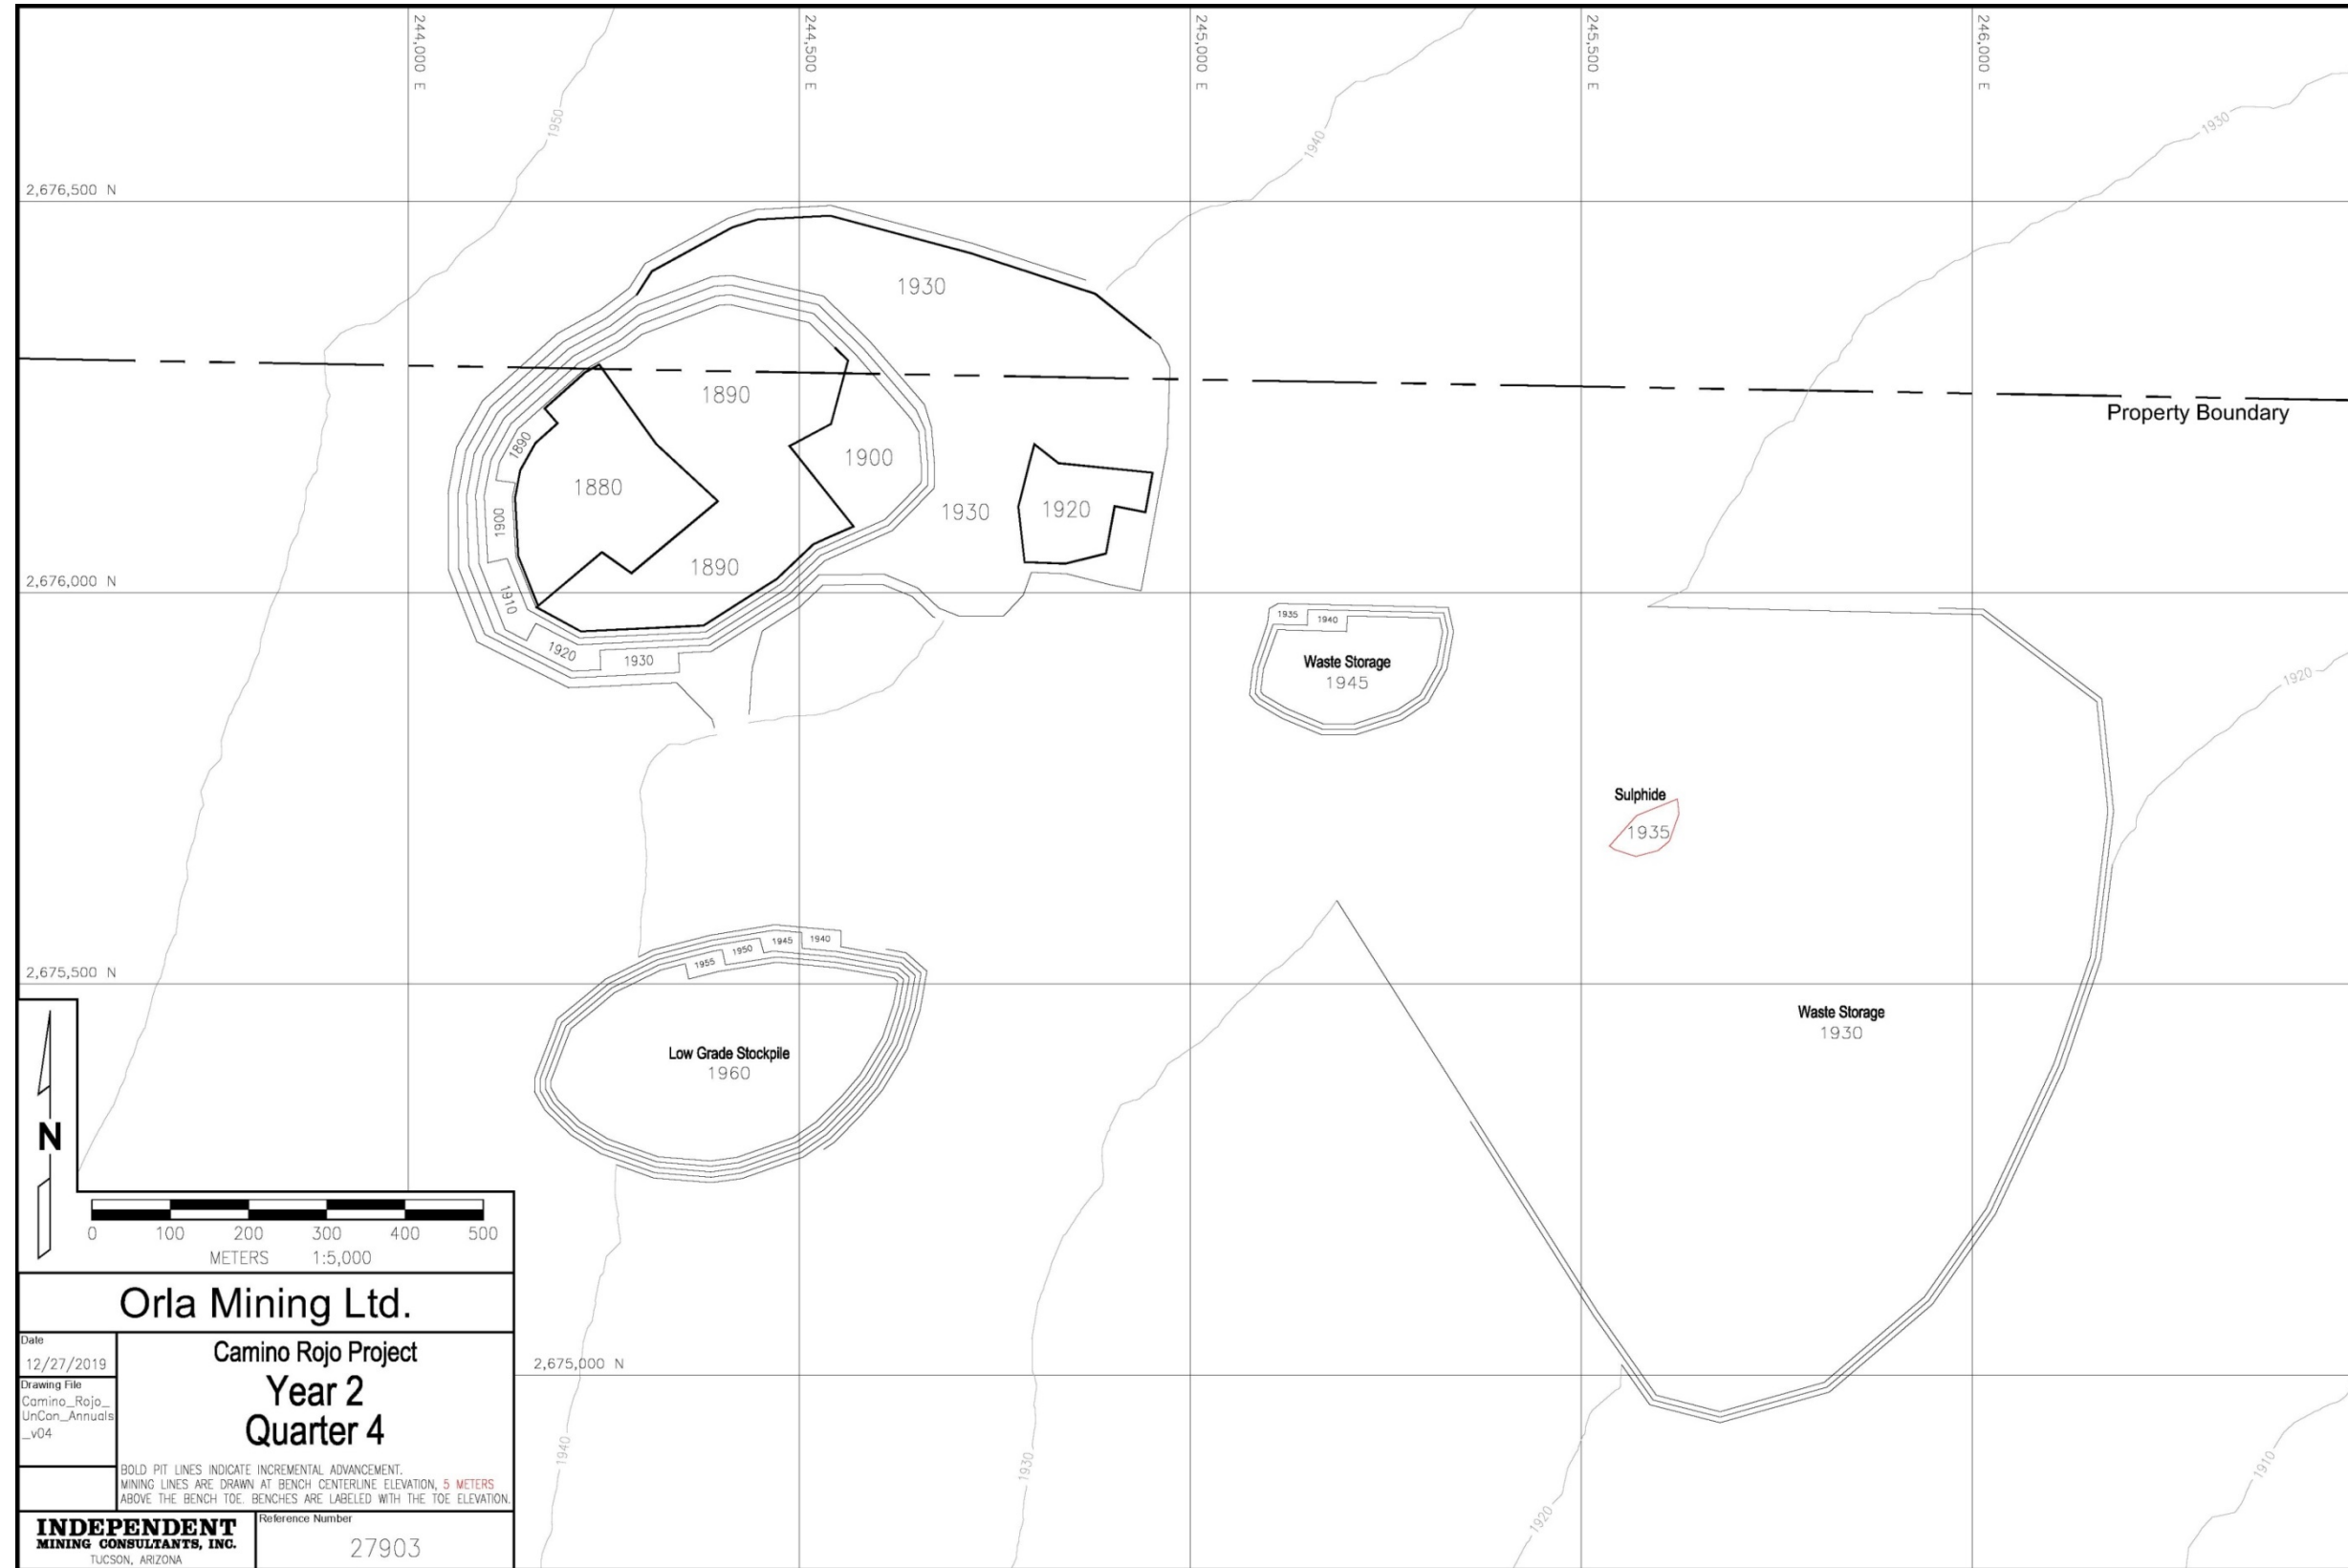 244,000 E
244,500 E
245,000 E
245,500 E
246,000 E
1950
1940
1930
2,676,500 N
1930
1890
Property Boundary
1890
1900
1880
1930
1920
1900
1890
2,676,000 N
1910
1935
1940
1920
1930
Waste Storage
1945
1920
Sulphide
1935
1940
1945
1950
1955
2,675,500 N
Waste Storage
1930
Low Grade Stockpile
1960
N
0 100 200 300 400 500
METERS 1:5,000
Orla Mining Ltd.
Date
12/27/2019
Drawing File
Camino_Rojo_
UnCon_Annuals
_v04
Camino Rojo Project
Year 2
Quarter 4
BOLD PIT LINES INDICATE INCREMENTAL ADVANCEMENT.
MINING LINES ARE DRAWN AT BENCH CENTERLINE ELEVATION, 5 METERS
ABOVE THE BENCH TOE. BENCHES ARE LABELED WITH THE TOE ELEVATION.
INDEPENDENT
MINING CONSULTANTS, INC.
TUCSON, ARIZONA
Reference Number
27903
2,675,000 N
1940
1930
1920
1910